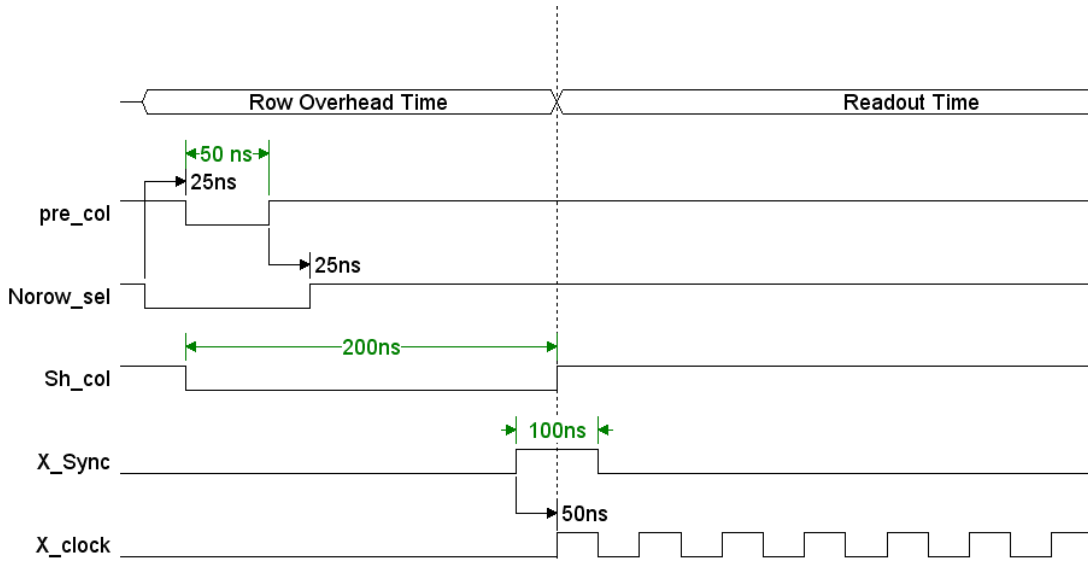 Row Overhead Time
Readout Time
50 ns
25ns
pre_col
25ns
Norow_sel
200ns
Sh_col
100ns
X_Sync
50ns
X_clock